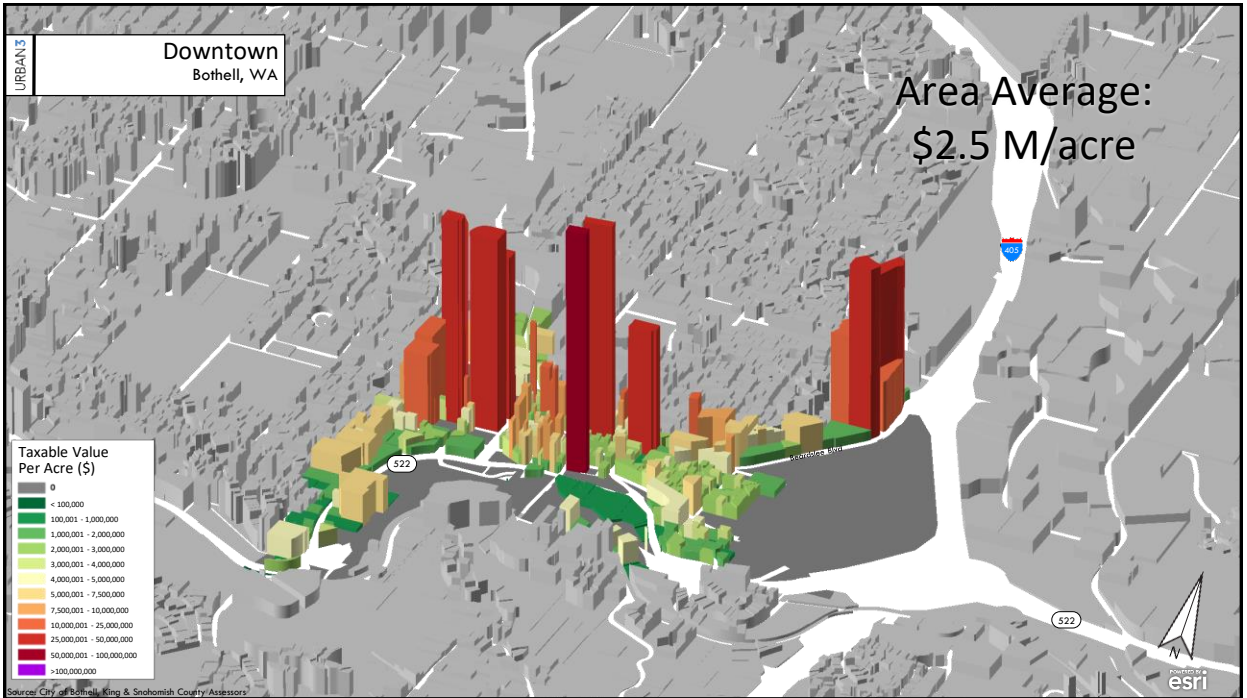 URBAN3
Downtown
Bothell, WA
Area Average:
$2.5 M/acre
405
522
Beardslee Blvd
Taxable Value
Per Acre ($)
0
< 100,000
100,001 - 1,000,000
1,000,001 - 2,000,000
2,000,001 - 3,000,000
3,000,001 - 4,000,000
4,000,001 - 5,000,000
5,000,001 - 7,500,000
7,500,001 - 10,000,000
10,000,001 - 25,000,000
25,000,001 - 50,000,000
50,000,001 - 100,000,000
>100,000,000
522
N
POWERED BY
esri
Source: City of Bothell, King & Snohomish County Assessors